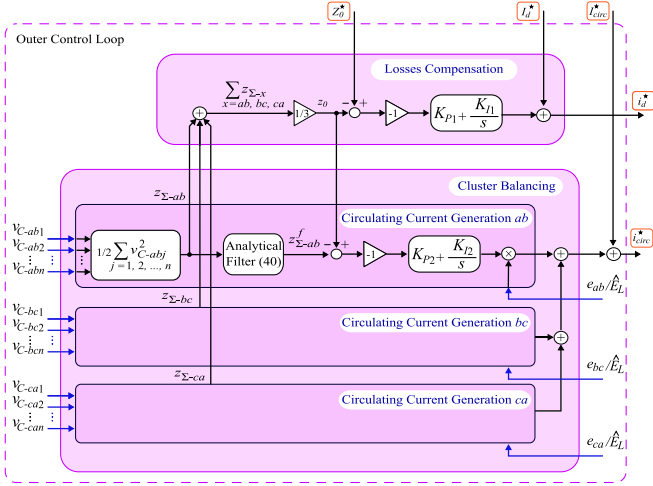 Z₀★
I_d★
I_circ★
Outer Control Loop
Losses Compensation
∑ z_Σ-x
x=ab, bc, ca
1/3
z₀
− +
-1
K_P1 + K_I1/s
+
+
i_d★
z_Σ-ab
Cluster Balancing
Circulating Current Generation ab
v_C-ab1
v_C-ab2
⋮ ⋮
v_C-abn
1/2 ∑ v²_C-abj
j = 1, 2, ..., n
Analytical
Filter (40)
z^f_Σ-ab
− +
-1
K_P2 + K_I2/s
×
+
+
i_circ★
e_ab/Ê_L
z_Σ-bc
v_C-bc1
v_C-bc2
⋮ ⋮
v_C-bcn
Circulating Current Generation bc
+
e_bc/Ê_L
z_Σ-ca
v_C-ca1
v_C-ca2
⋮ ⋮
v_C-can
Circulating Current Generation ca
e_ca/Ê_L